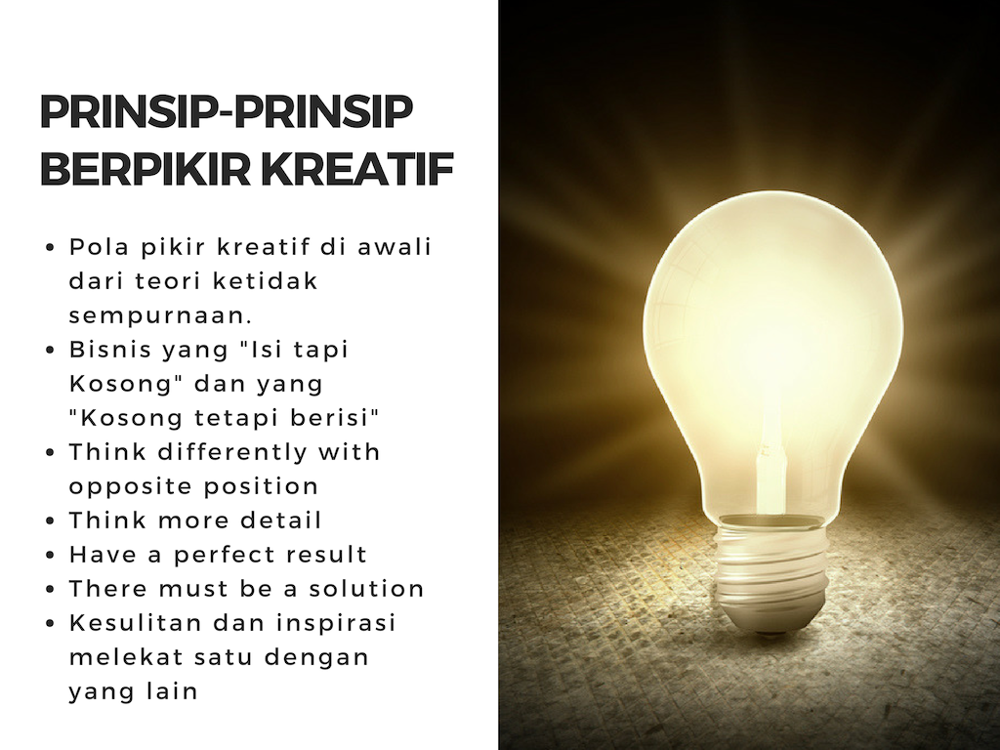 PRINSIP-PRINSIP
BERPIKIR KREATIF
• Pola pikir kreatif di awali
dari teori ketidak
sempurnaan.
• Bisnis yang "Isi tapi
Kosong" dan yang
"Kosong tetapi berisi"
• Think differently with
opposite position
• Think more detail
• Have a perfect result
• There must be a solution
• Kesulitan dan inspirasi
melekat satu dengan
yang lain